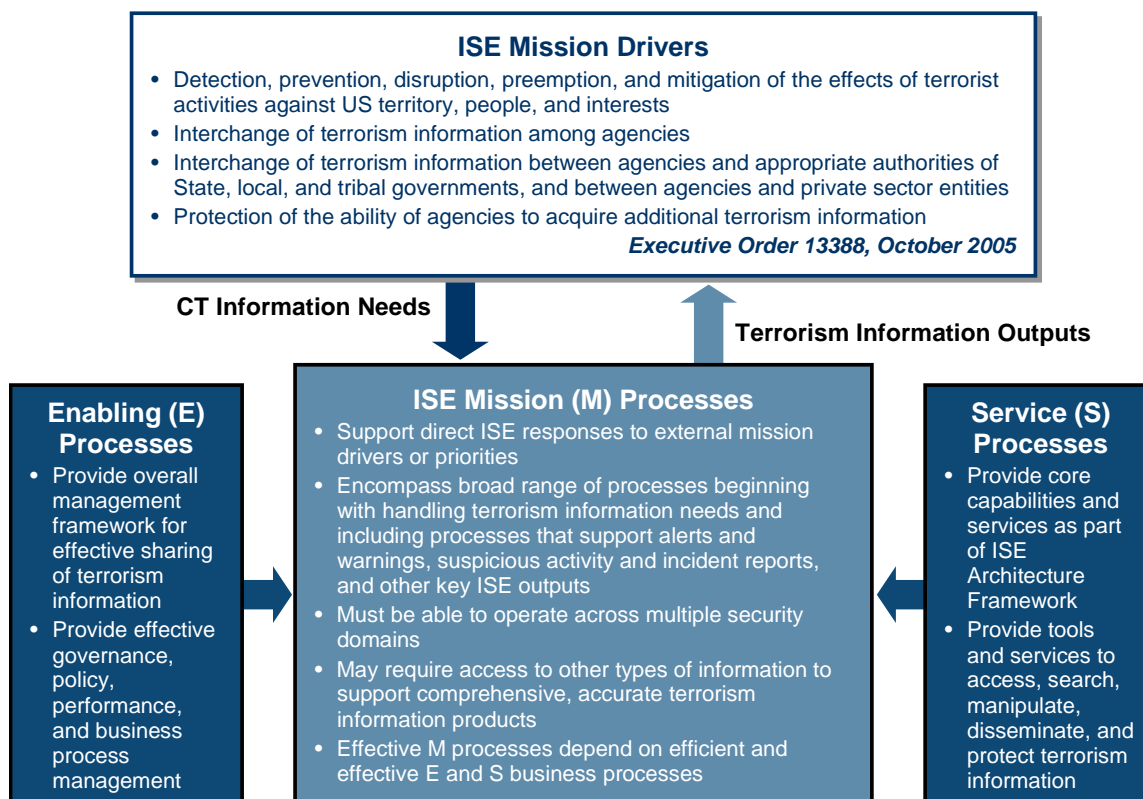 ISE Mission Drivers
• Detection, prevention, disruption, preemption, and mitigation of the effects of terrorist
activities against US territory, people, and interests
• Interchange of terrorism information among agencies
• Interchange of terrorism information between agencies and appropriate authorities of
State, local, and tribal governments, and between agencies and private sector entities
• Protection of the ability of agencies to acquire additional terrorism information
Executive Order 13388, October 2005
CT Information Needs
Terrorism Information Outputs
Enabling (E)
Processes
• Provide overall
management
framework for
effective sharing
of terrorism
information
• Provide effective
governance,
policy,
performance,
and business
process
management
ISE Mission (M) Processes
• Support direct ISE responses to external mission
drivers or priorities
• Encompass broad range of processes beginning
with handling terrorism information needs and
including processes that support alerts and
warnings, suspicious activity and incident reports,
and other key ISE outputs
• Must be able to operate across multiple security
domains
• May require access to other types of information to
support comprehensive, accurate terrorism
information products
• Effective M processes depend on efficient and
effective E and S business processes
Service (S)
Processes
• Provide core
capabilities and
services as part
of ISE
Architecture
Framework
• Provide tools
and services to
access, search,
manipulate,
disseminate, and
protect terrorism
information